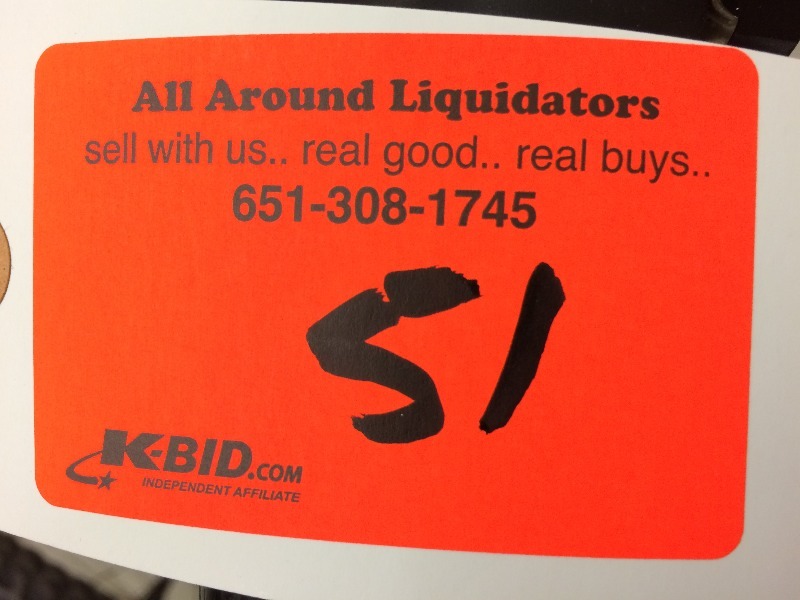 All Around Liquidators
sell with us.. real good.. real buys..
651-308-1745
51
K-BID.COM
INDEPENDENT AFFILIATE